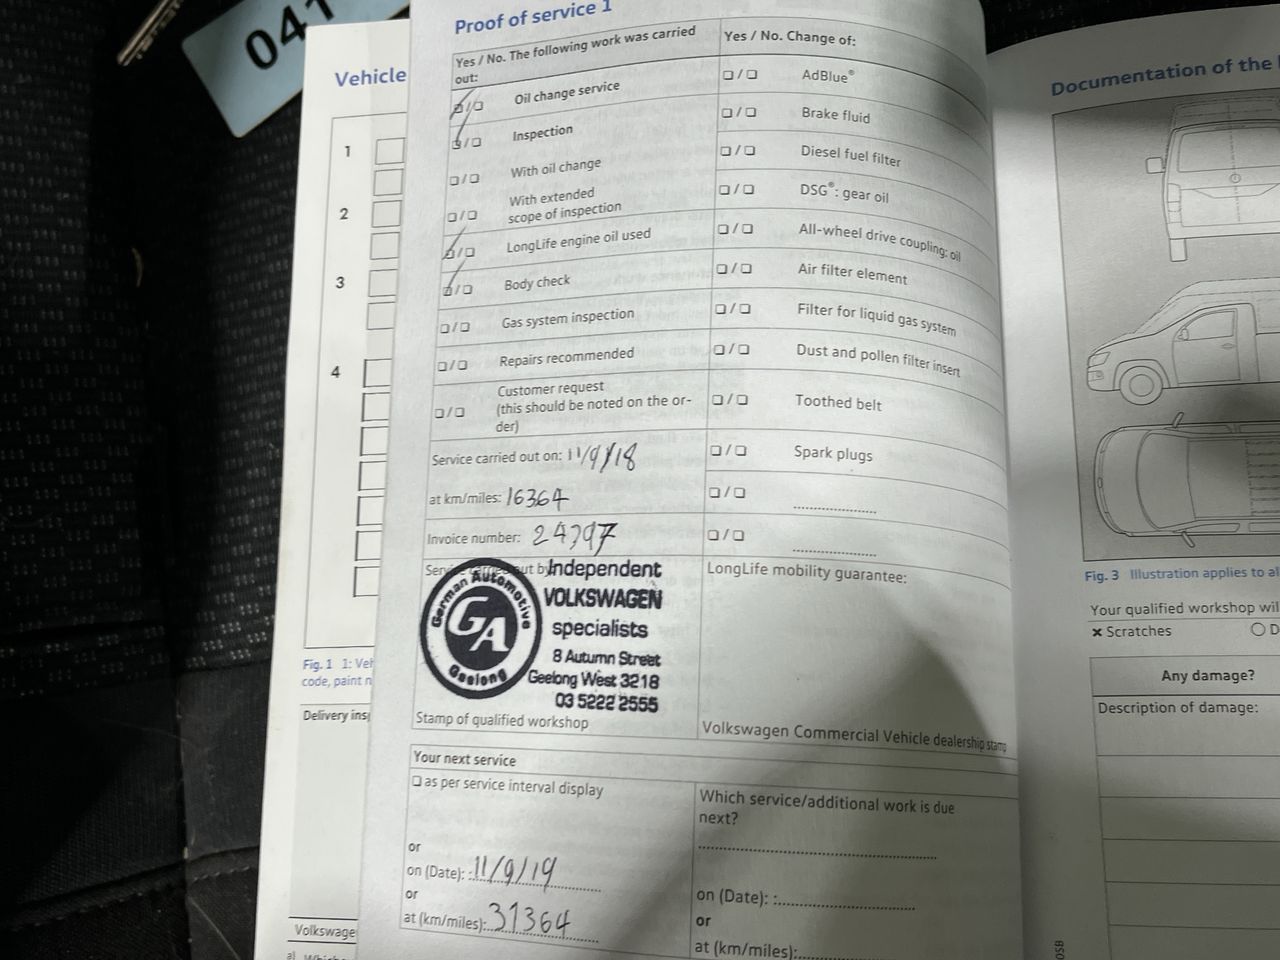 041
Vehicle
1
2
3
4
Fig. 1 1: Veh
code, paint n
Delivery insp
Volkswage
Proof of service 1
Yes / No. The following work was carried
out:
❑/❑ Oil change service
❑/❑ Inspection
❑/❑ With oil change
❑/❑ With extended
scope of inspection
❑/❑ LongLife engine oil used
❑/❑ Body check
❑/❑ Gas system inspection
❑/❑ Repairs recommended
❑/❑ Customer request
(this should be noted on the or-
der)
Service carried out on: 11/9/18
at km/miles: 16364
Invoice number: 24797
Service carried out by
German Automotive
GA
Geelong
Independent
VOLKSWAGEN
specialists
8 Autumn Street
Geelong West 3218
03 5222 2555
Stamp of qualified workshop
Yes / No. Change of:
❑/❑ AdBlue®
❑/❑ Brake fluid
❑/❑ Diesel fuel filter
❑/❑ DSG®: gear oil
❑/❑ All-wheel drive coupling: oil
❑/❑ Air filter element
❑/❑ Filter for liquid gas system
❑/❑ Dust and pollen filter insert
❑/❑ Toothed belt
❑/❑ Spark plugs
❑/❑ ....................
❑/❑ ....................
LongLife mobility guarantee:
Volkswagen Commercial Vehicle dealership stamp
Your next service
❑ as per service interval display
or
on (Date): 11/9/19
or
at (km/miles): 31364
Which service/additional work is due
next?
on (Date): :
or
at (km/miles):
Documentation of the
Fig. 3 Illustration applies to al
Your qualified workshop wil
× Scratches
○ D
Any damage?
Description of damage: